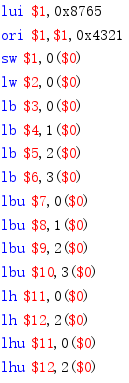 lui $1,0x8765
ori $1,$1,0x4321
sw $1,0($0)
lw $2,0($0)
lb $3,0($0)
lb $4,1($0)
lb $5,2($0)
lb $6,3($0)
lbu $7,0($0)
lbu $8,1($0)
lbu $9,2($0)
lbu $10,3($0)
lh $11,0($0)
lh $12,2($0)
lhu $11,0($0)
lhu $12,2($0)